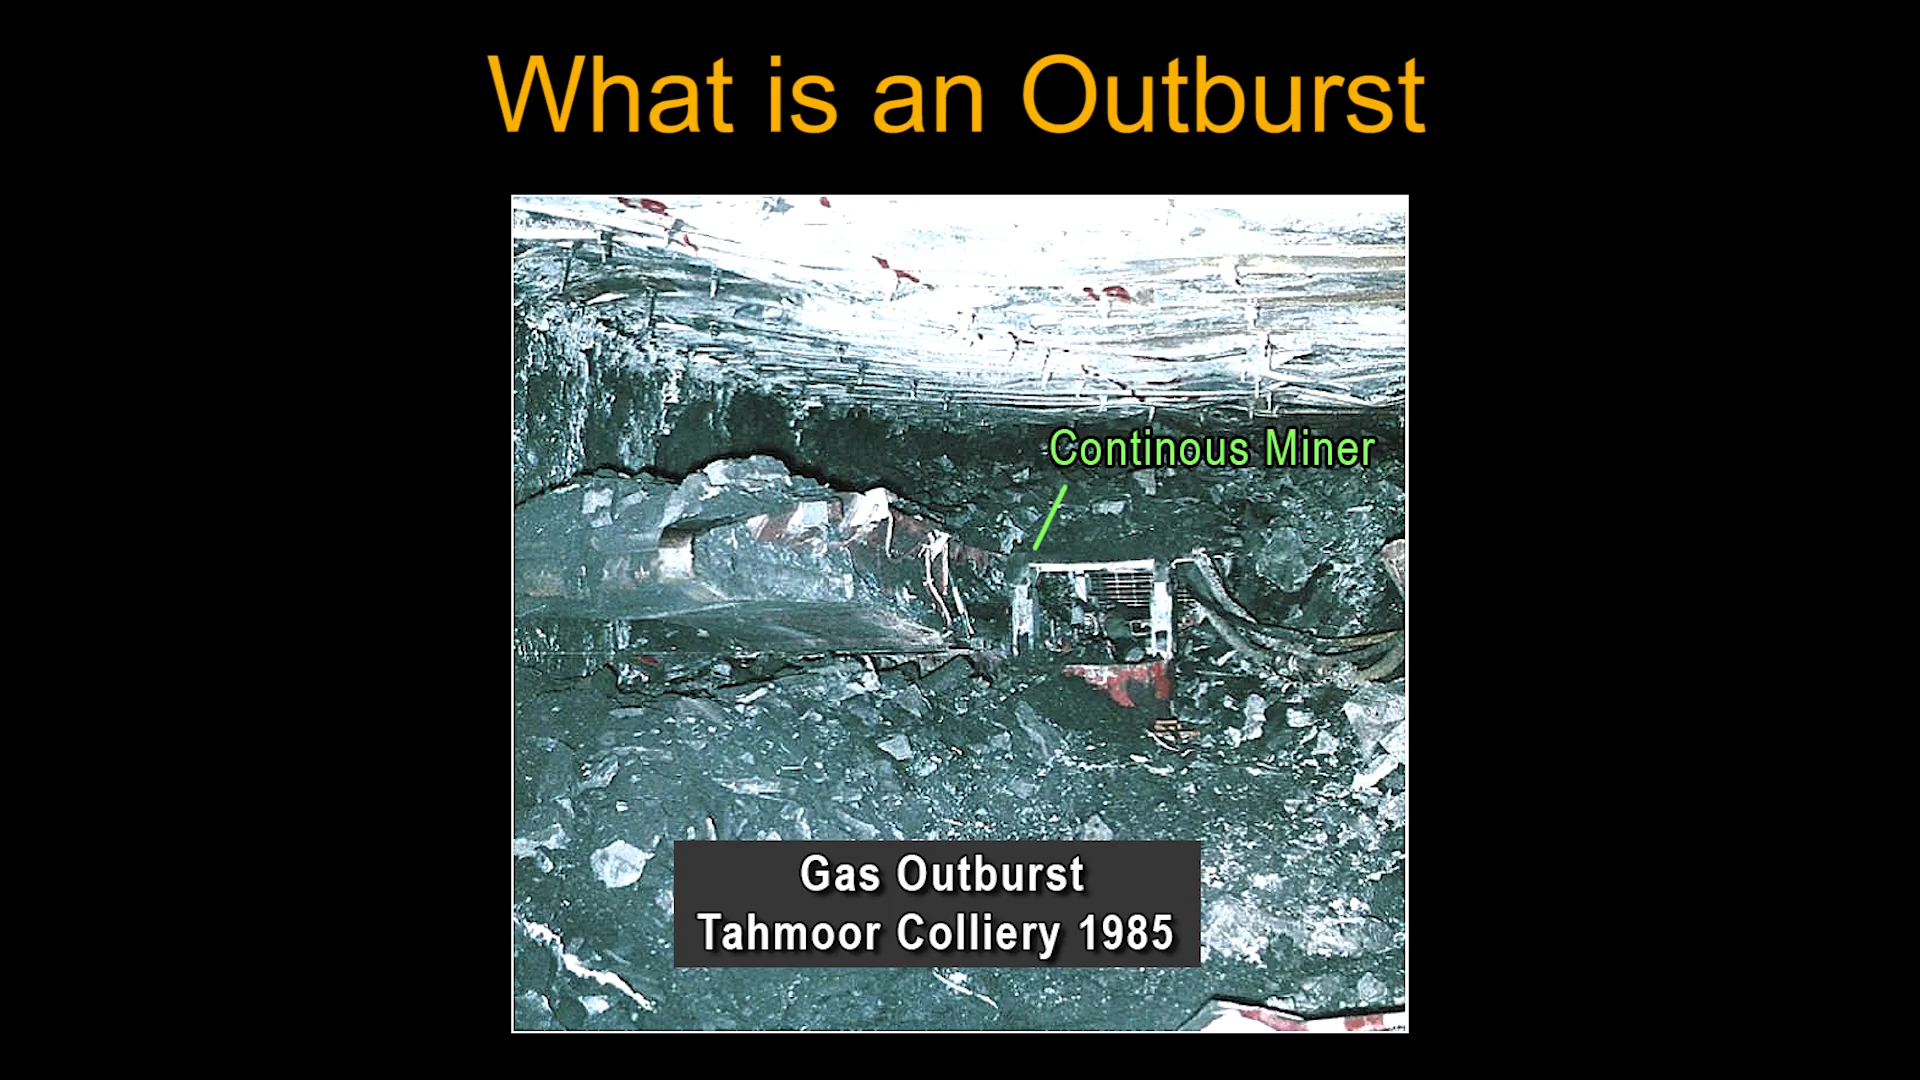 What is an Outburst
Continous Miner
Gas Outburst
Tahmoor Colliery 1985